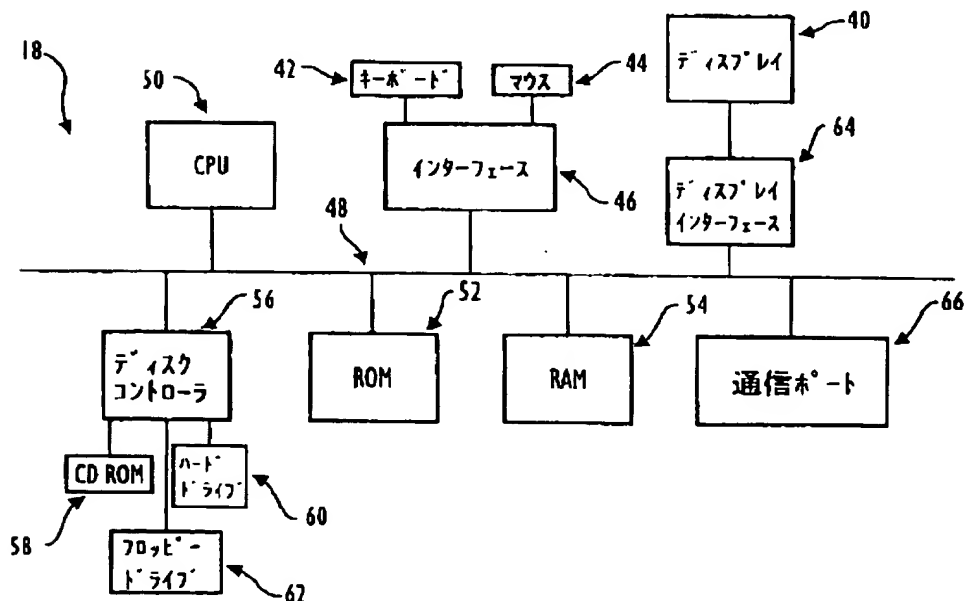 18
50
CPU
42
キーボード
マウス
44
インターフェース
46
ディスプレイ
40
64
ディスプレイ
インターフェース
48
56
ディスク
コントローラ
52
ROM
54
RAM
66
通信ポート
CD ROM
58
ハード
ドライブ
60
フロッピー
ドライブ
62